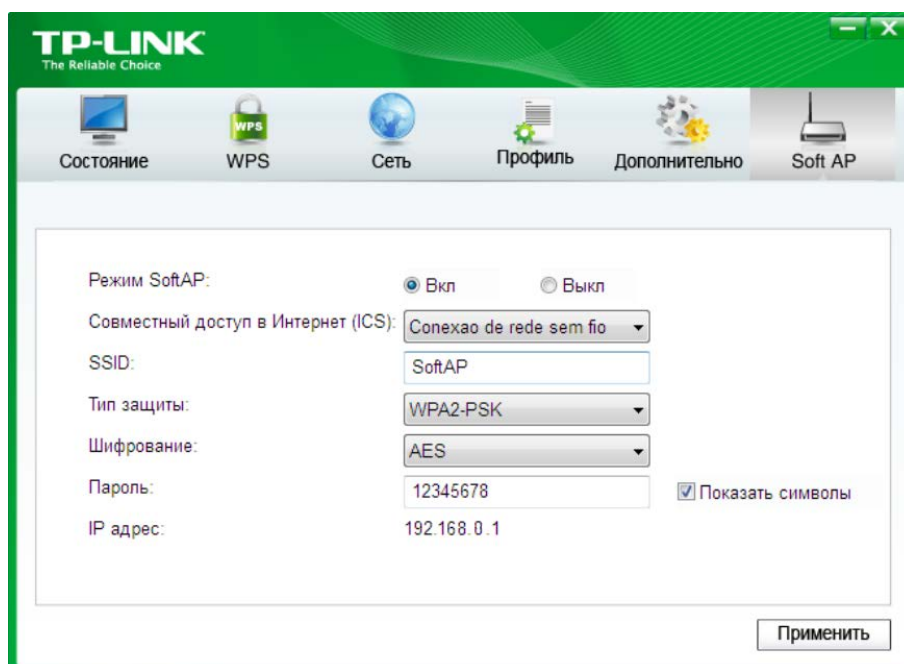 TP-LINK
The Reliable Choice
Состояние
WPS
WPS
Сеть
Профиль
Дополнительно
Soft AP
Режим SoftAP: Вкл Выкл
Совместный доступ в Интернет (ICS): Conexao de rede sem fio
SSID: SoftAP
Тип защиты: WPA2-PSK
Шифрование: AES
Пароль: 12345678 Показать символы
IP адрес: 192.168.0.1
Применить